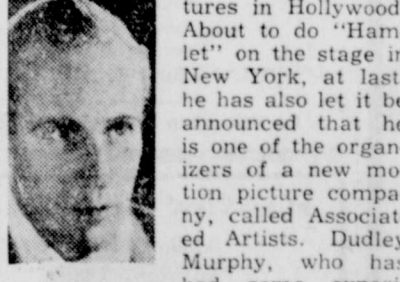 tures in Hollywood
About to do "Ham
let" on the stage in
New York, at last
he has also let it be
announced that he
is one of the organ
izers of a new mo
tion picture compa
ny, called Associat
ed Artists. Dudley
Murphy, who has
had some